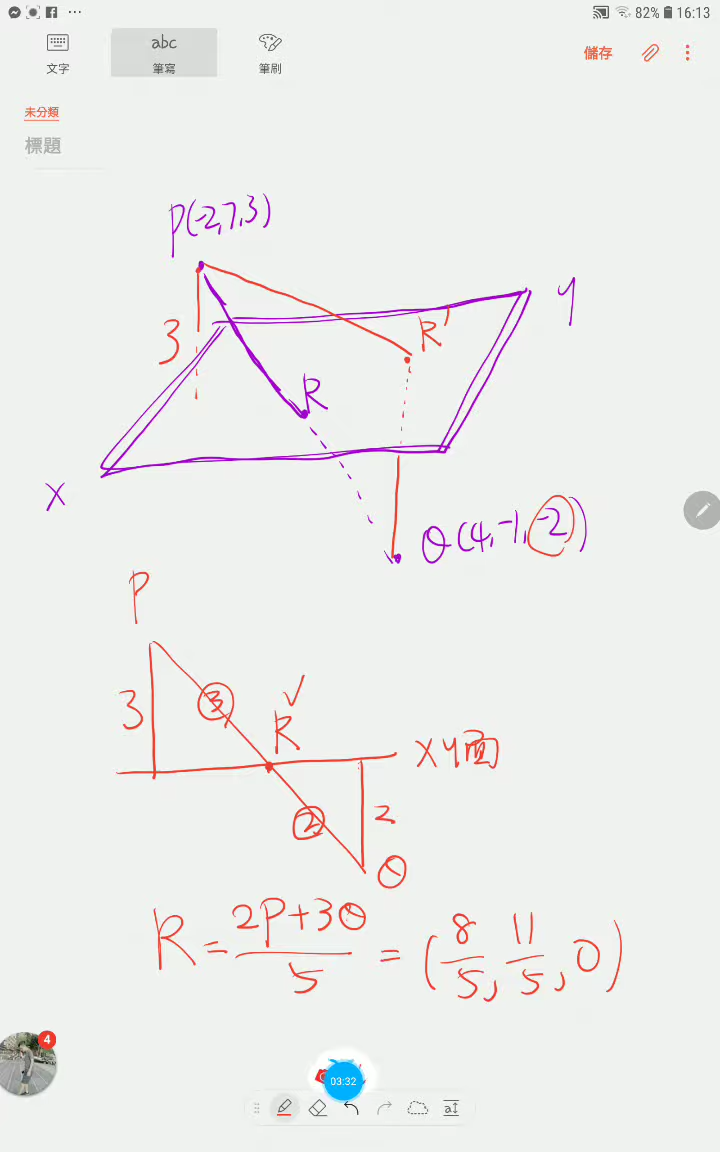 82% 16:13
文字 abc 筆寫 筆刷 儲存
未分類
標題
P(-2,7,3)
y
3
R'
R
x
Q(4,-1,-2)
P
3
③
R
xy面
②
2
Q
R = (2P+3Q)/5 = (8/5, 11/5, 0)
4
03:32
a